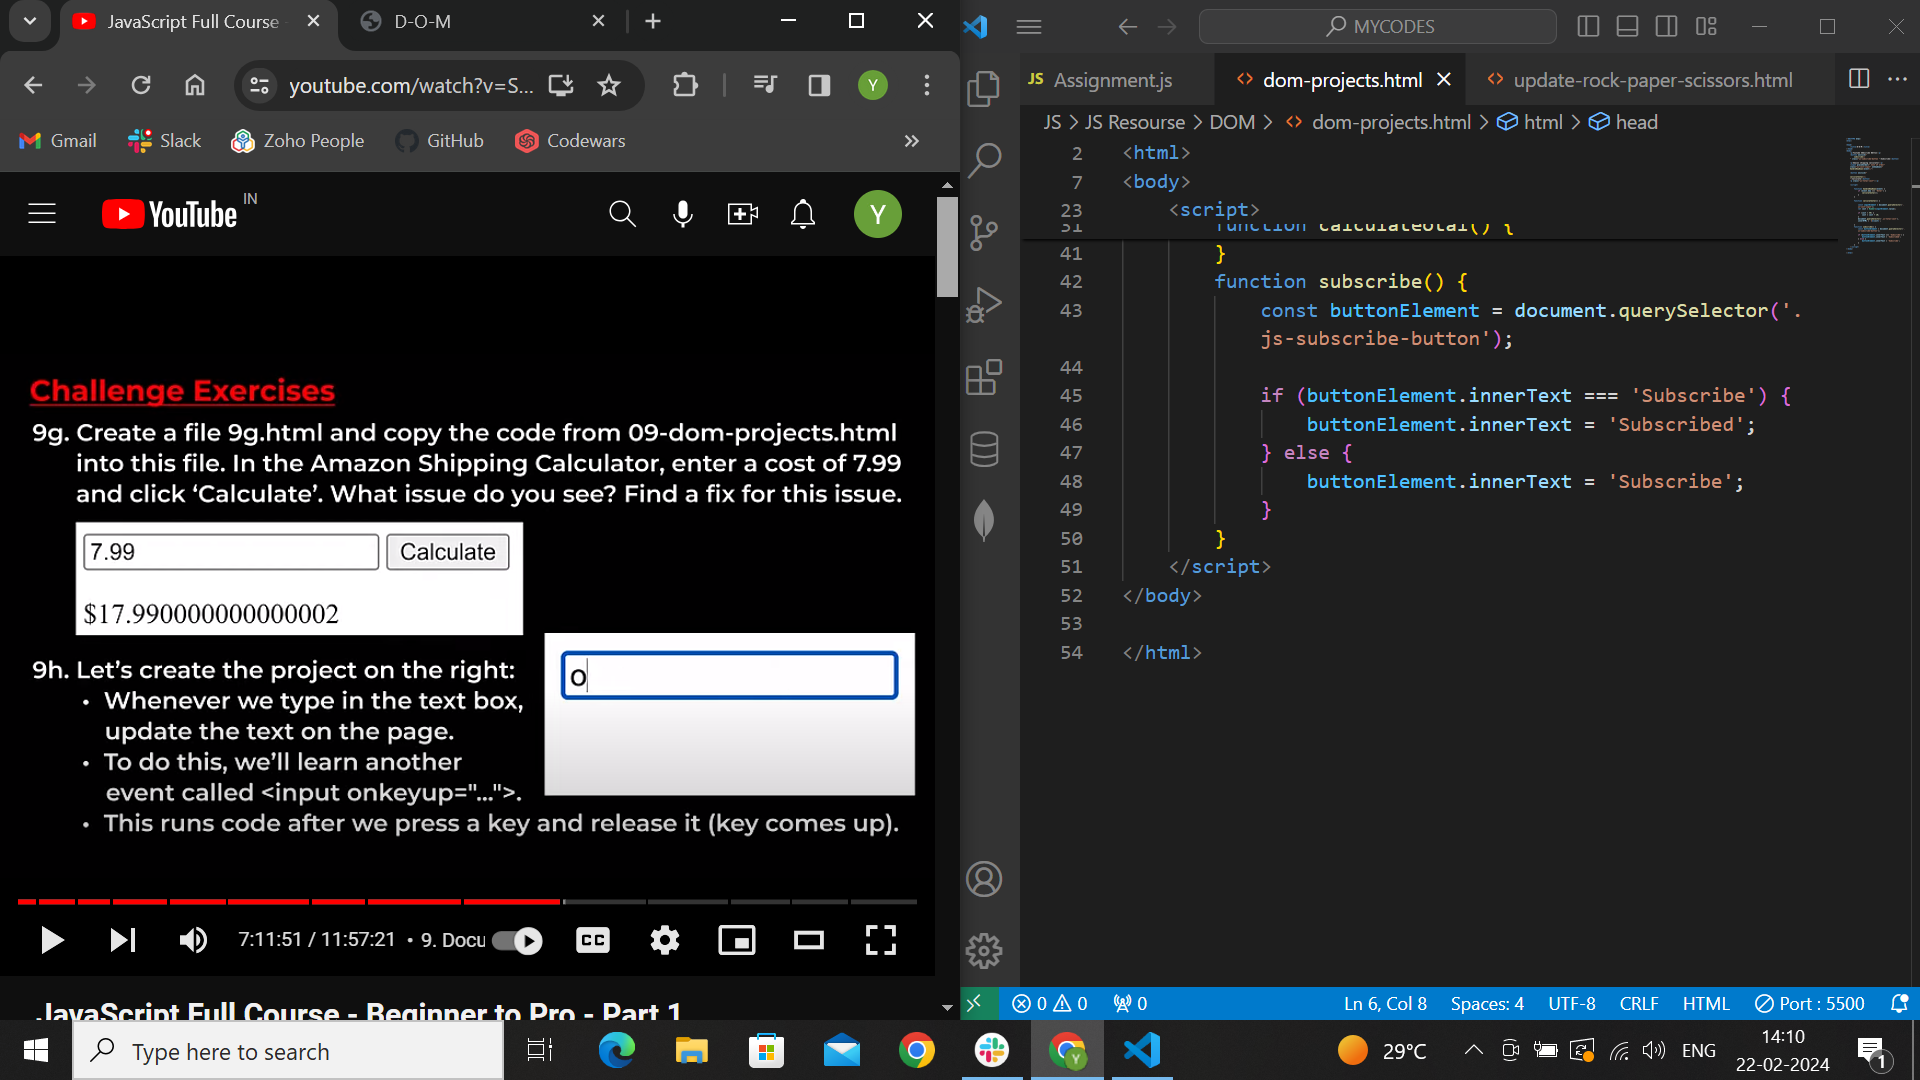 JavaScript Full Course
D-O-M
youtube.com/watch?v=S...
Y
Gmail
Slack
Zoho People
GitHub
Codewars
YouTube
IN
Y
Challenge Exercises
9g. Create a file 9g.html and copy the code from 09-dom-projects.html
into this file. In the Amazon Shipping Calculator, enter a cost of 7.99
and click ‘Calculate’. What issue do you see? Find a fix for this issue.
7.99
Calculate
$17.990000000000002
9h. Let’s create the project on the right:
• Whenever we type in the text box,
update the text on the page.
• To do this, we’ll learn another
event called <input onkeyup="...">.
• This runs code after we press a key and release it (key comes up).
o
7:11:51 / 11:57:21 • 9. Docu
CC
JavaScript Full Course - Beginner to Pro - Part 1
MYCODES
JS Assignment.js
dom-projects.html
update-rock-paper-scissors.html
JS > JS Resourse > DOM > dom-projects.html > html > head
2 <html>
7 <body>
23 <script>
31 function calculateotal() {
41 }
42 function subscribe() {
43 const buttonElement = document.querySelector('.
js-subscribe-button');
44
45 if (buttonElement.innerText === 'Subscribe') {
46 buttonElement.innerText = 'Subscribed';
47 } else {
48 buttonElement.innerText = 'Subscribe';
49 }
50 }
51 </script>
52 </body>
53
54 </html>
0 0 0
Ln 6, Col 8 Spaces: 4 UTF-8 CRLF HTML Port : 5500
Type here to search
Y
29°C
ENG
14:10
22-02-2024
1